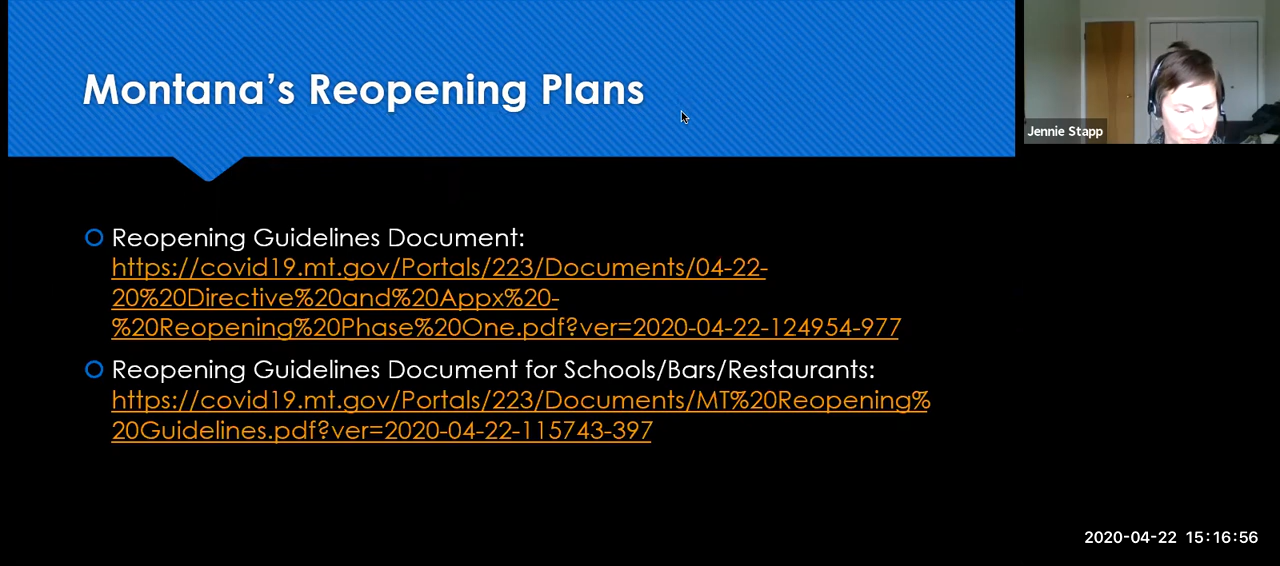 Montana's Reopening Plans
Jennie Stapp
Reopening Guidelines Document:
https://covid19.mt.gov/Portals/223/Documents/04-22-
20%20Directive%20and%20Appx%20-
%20Reopening%20Phase%20One.pdf?ver=2020-04-22-124954-977
Reopening Guidelines Document for Schools/Bars/Restaurants:
https://covid19.mt.gov/Portals/223/Documents/MT%20Reopening%
20Guidelines.pdf?ver=2020-04-22-115743-397
2020-04-22 15:16:56